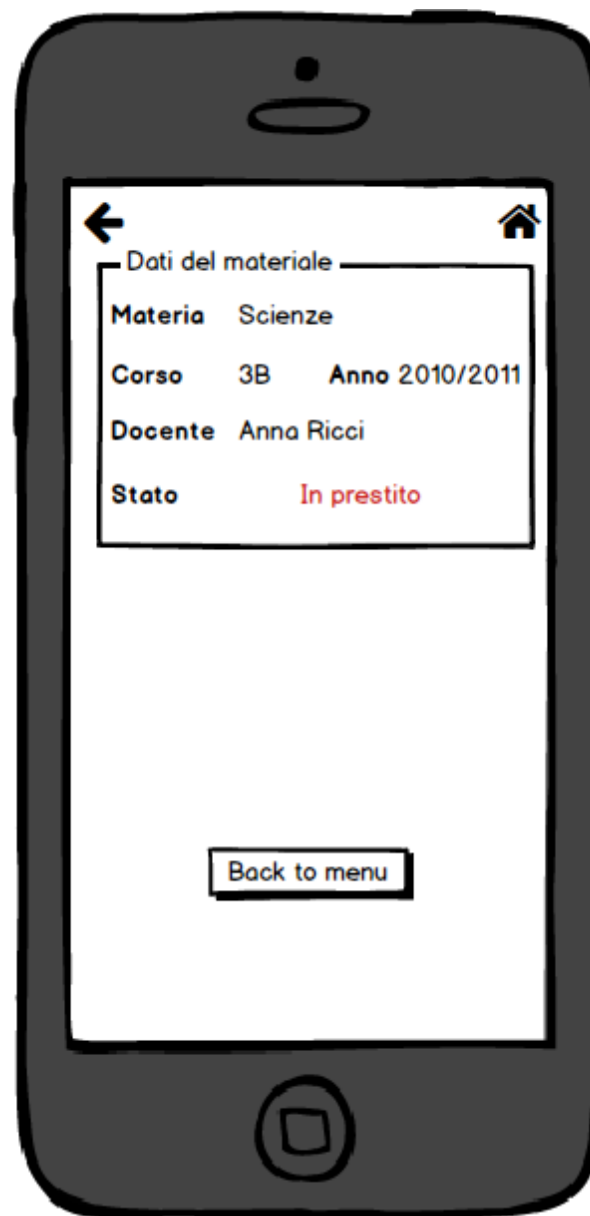 Dati del materiale
Materia Scienze
Corso 3B Anno 2010/2011
Docente Anna Ricci
Stato In prestito
Back to menu